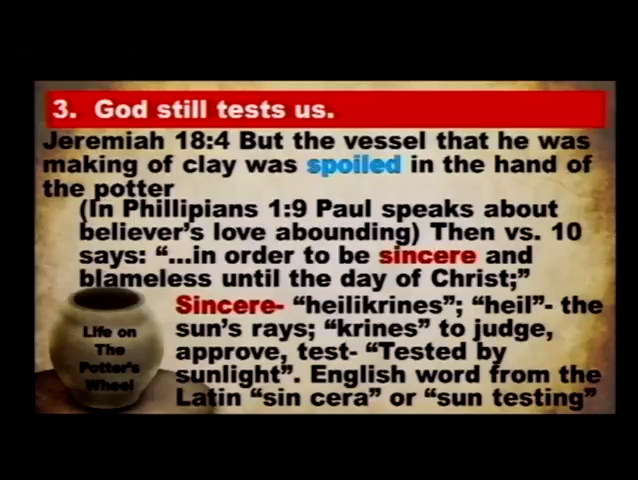 3. God still tests us.
Jeremiah 18:4 But the vessel that he was
making of clay was spoiled in the hand of
the potter
(In Phillipians 1:9 Paul speaks about
believer's love abounding) Then vs. 10
says: "...in order to be sincere and
blameless until the day of Christ;"
Sincere- "heilikrines"; "heil"- the
sun's rays; "krines" to judge,
approve, test- "Tested by
sunlight". English word from the
Latin "sin cera" or "sun testing"
Life on
The
Potter's
Wheel